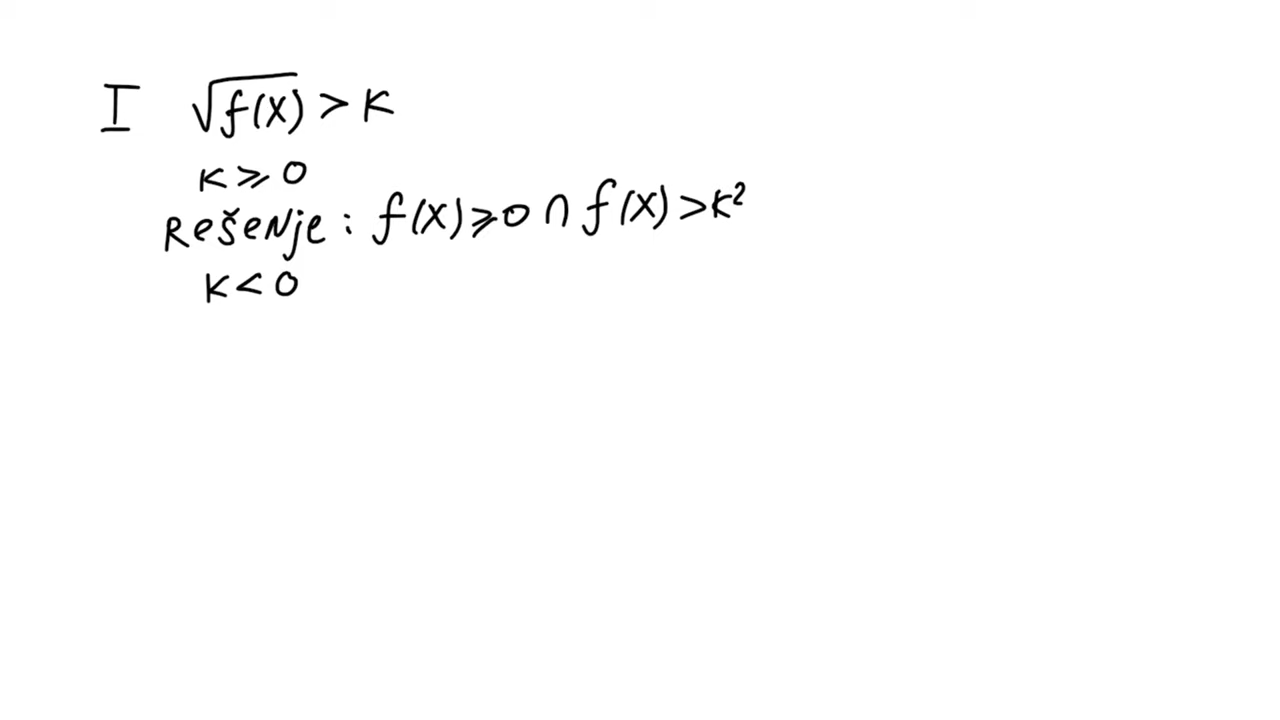 I √f(x) > k
k ≥ 0
Rešenje : f(x) ≥ 0 ∩ f(x) > k²
k < 0